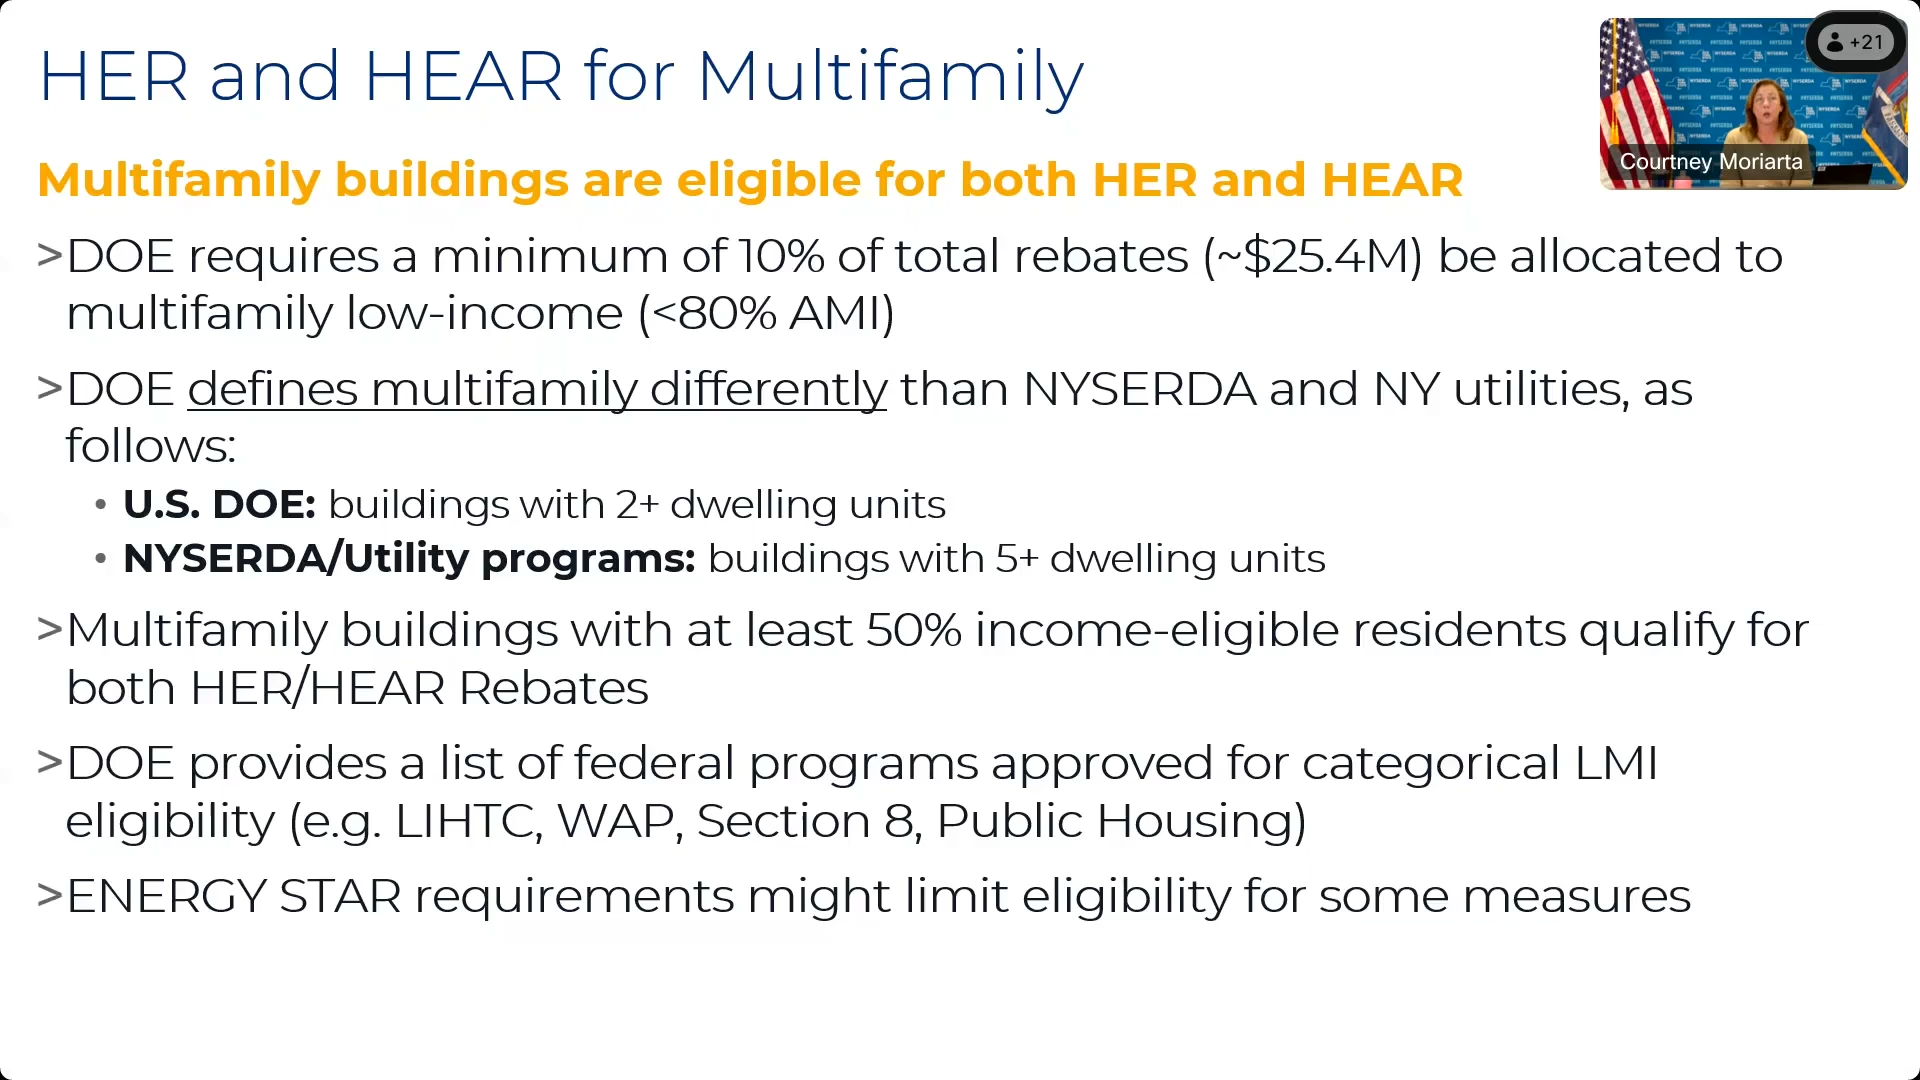 HER and HEAR for Multifamily
+21
Courtney Moriarta
Multifamily buildings are eligible for both HER and HEAR
>DOE requires a minimum of 10% of total rebates (~$25.4M) be allocated to
multifamily low-income (<80% AMI)
>DOE defines multifamily differently than NYSERDA and NY utilities, as
follows:
• U.S. DOE: buildings with 2+ dwelling units
• NYSERDA/Utility programs: buildings with 5+ dwelling units
>Multifamily buildings with at least 50% income-eligible residents qualify for
both HER/HEAR Rebates
>DOE provides a list of federal programs approved for categorical LMI
eligibility (e.g. LIHTC, WAP, Section 8, Public Housing)
>ENERGY STAR requirements might limit eligibility for some measures